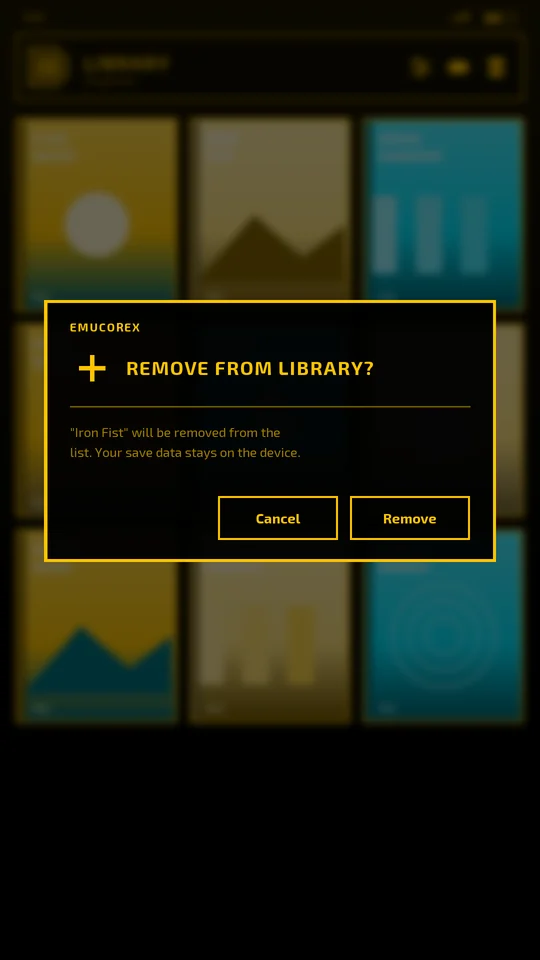 LIBRARY
EMUCOREX
REMOVE FROM LIBRARY?
"Iron Fist" will be removed from the
list. Your save data stays on the device.
Cancel
Remove